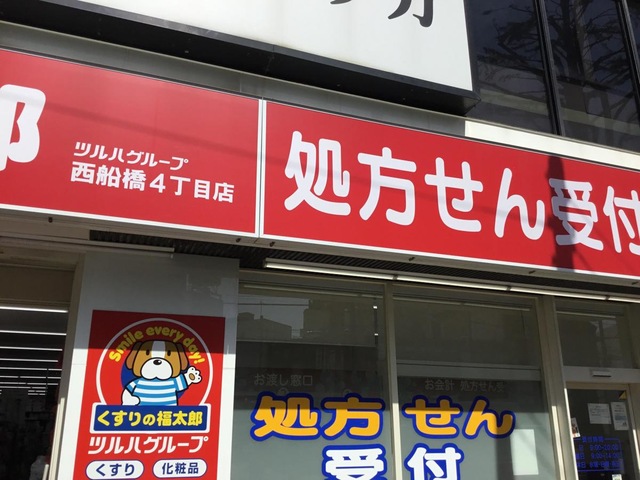 郎
ツルハグループ
西船橋4丁目店
処方せん受付
Smile every day!
くすりの福太郎
ツルハグループ
くすり
化粧品
お渡し窓口
お会計
処方せん受
処方せん
受付